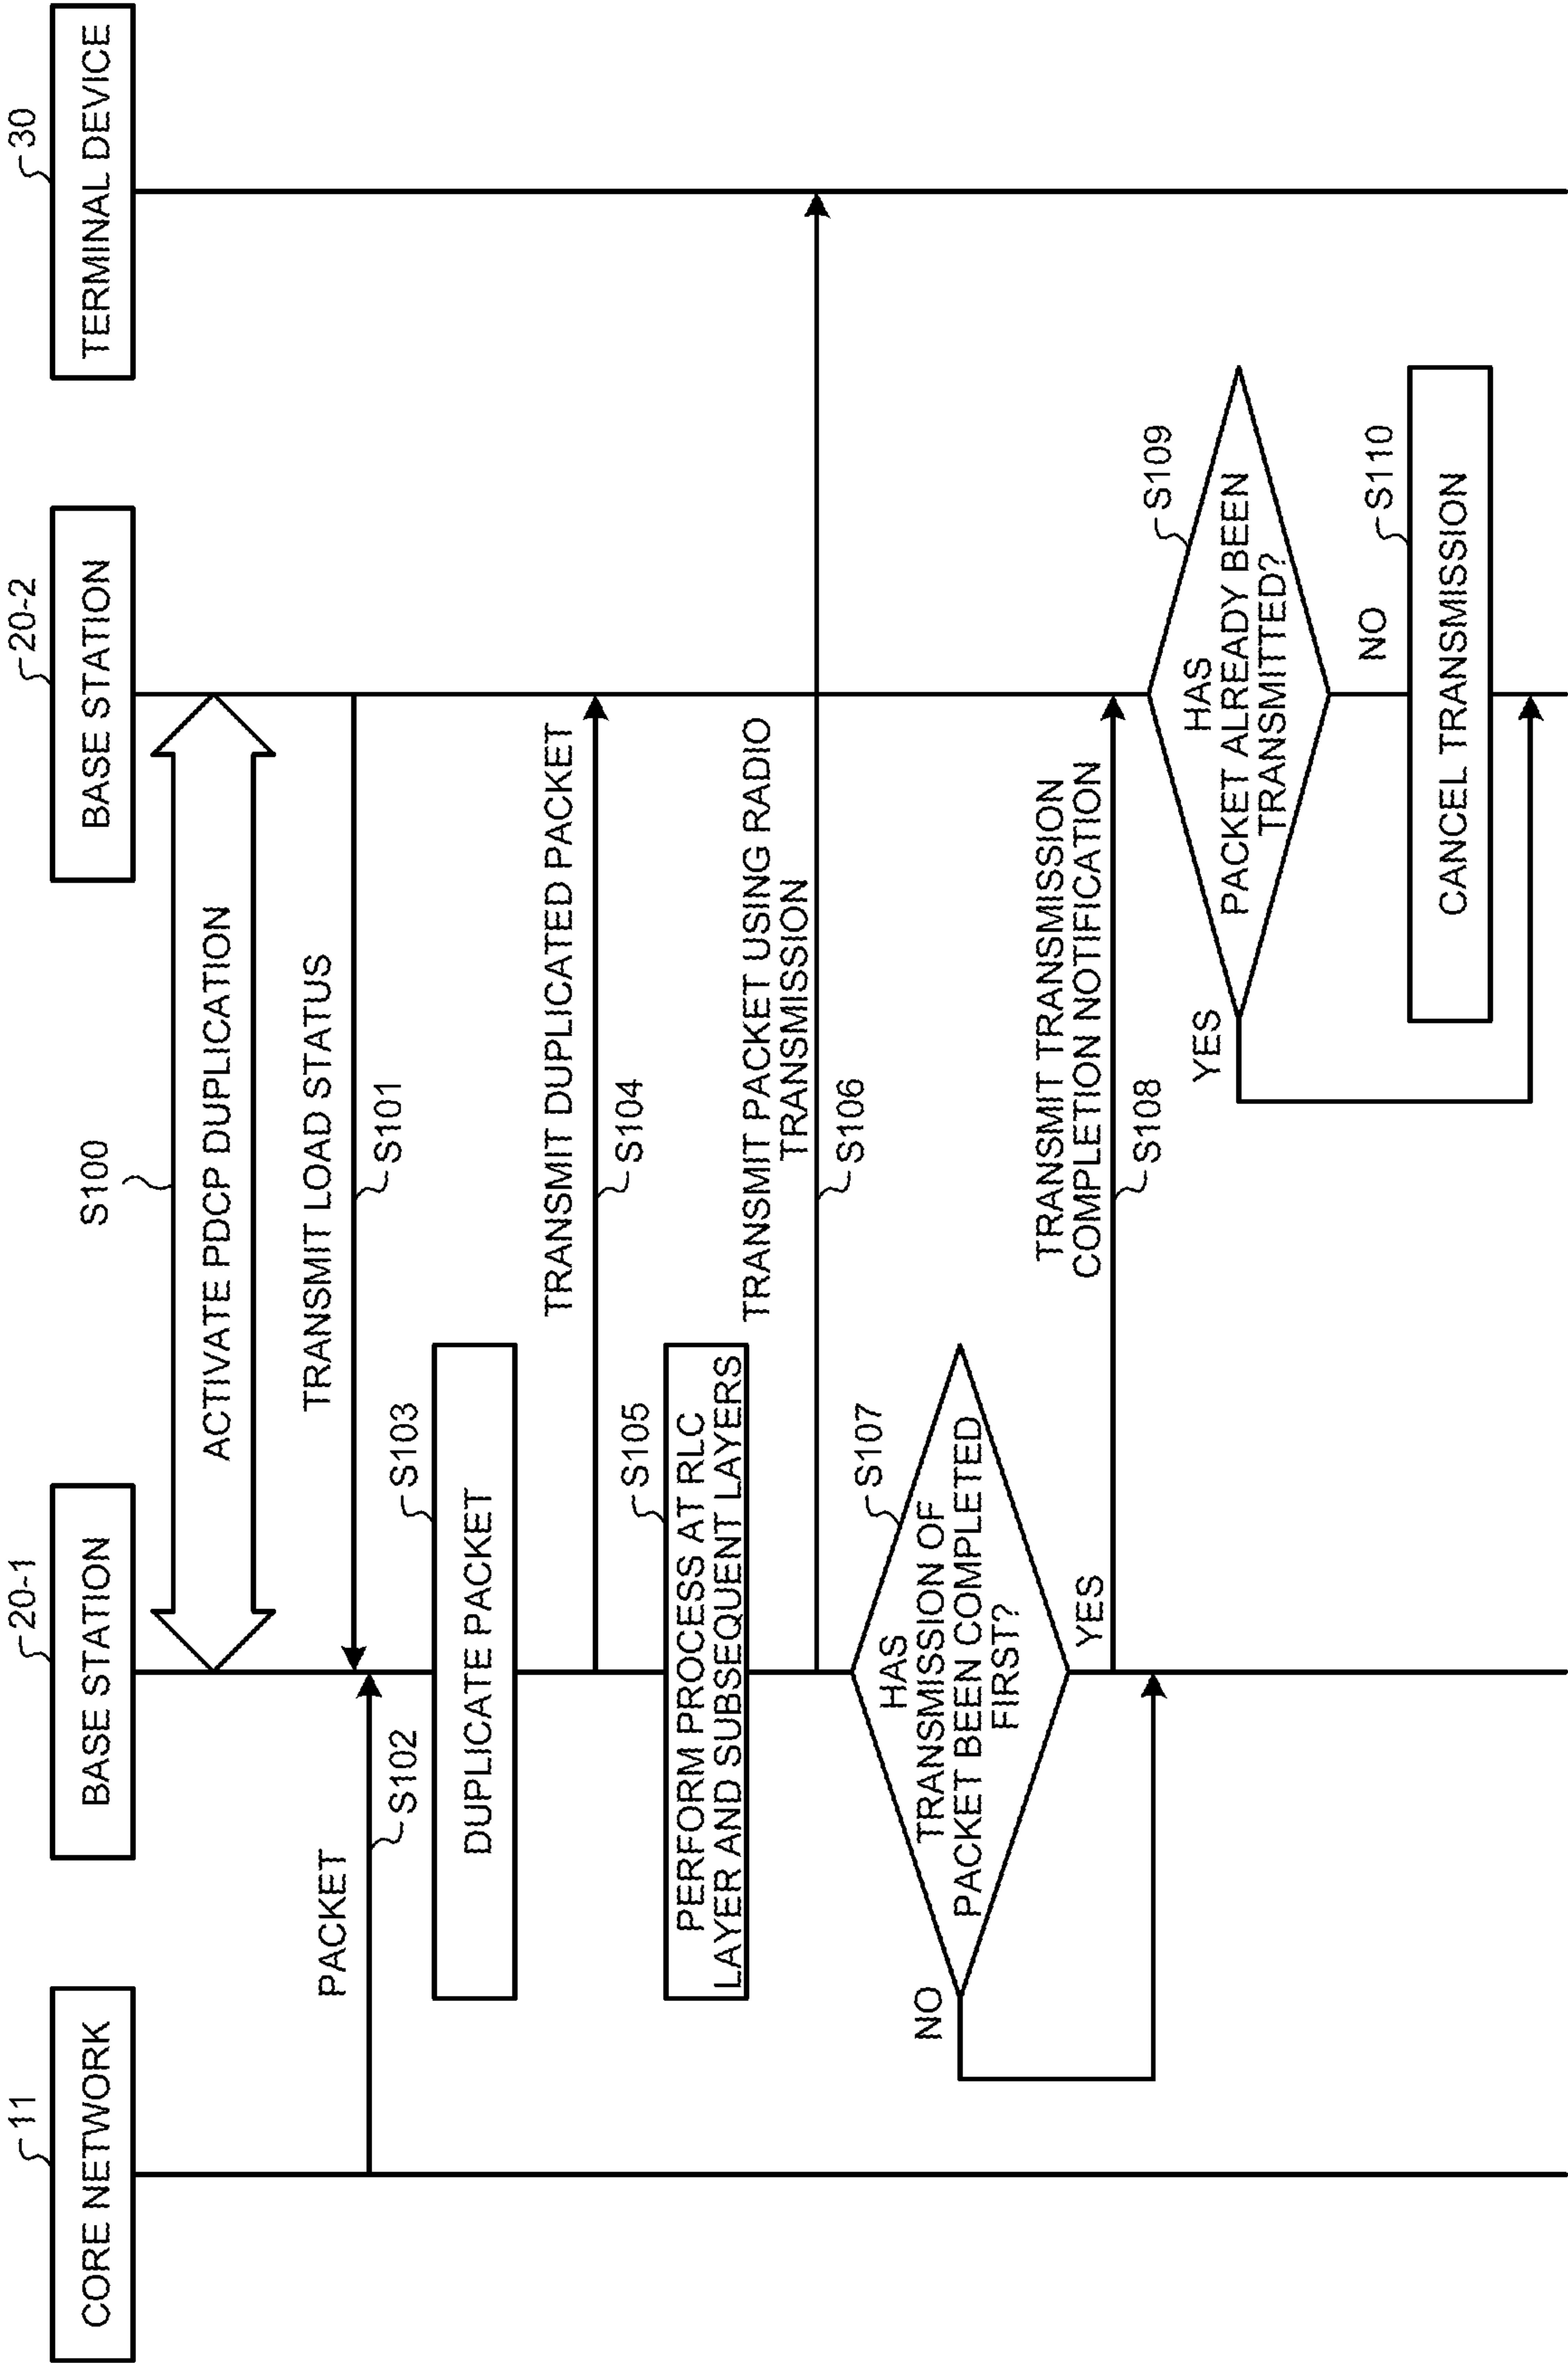 11
CORE NETWORK
20-1
BASE STATION
20-2
BASE STATION
30
TERMINAL DEVICE
S100
ACTIVATE PDCP DUPLICATION
TRANSMIT LOAD STATUS
S101
PACKET
S102
S103
DUPLICATE PACKET
TRANSMIT DUPLICATED PACKET
S104
S105
PERFORM PROCESS AT RLC
LAYER AND SUBSEQUENT LAYERS
TRANSMIT PACKET USING RADIO
TRANSMISSION
S106
S107
HAS
TRANSMISSION OF
PACKET BEEN COMPLETED
FIRST?
NO
YES
TRANSMIT TRANSMISSION
COMPLETION NOTIFICATION
S108
S109
HAS
PACKET ALREADY BEEN
TRANSMITTED?
YES
NO
S110
CANCEL TRANSMISSION